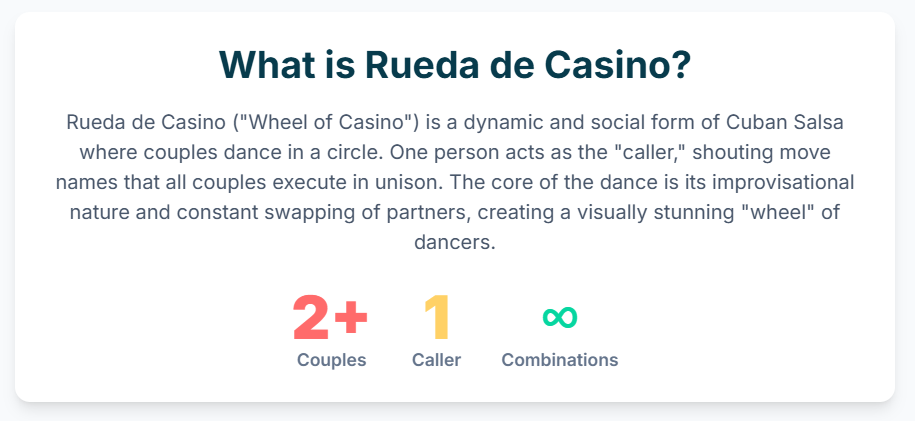 What is Rueda de Casino?
Rueda de Casino ("Wheel of Casino") is a dynamic and social form of Cuban Salsa
where couples dance in a circle. One person acts as the "caller," shouting move
names that all couples execute in unison. The core of the dance is its improvisational
nature and constant swapping of partners, creating a visually stunning "wheel" of
dancers.
2+ 1 ∞
Couples Caller Combinations